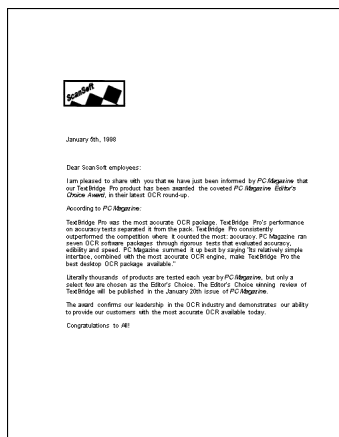 ScanSoft
January 5th, 1998
Dear ScanSoft employees:
I am pleased to share with you that we have just been informed by PC Magazine that
our TextBridge Pro product has been awarded the coveted PC Magazine Editor's
Choice Award, in their latest OCR round-up.
According to PC Magazine:
TextBridge Pro was the most accurate OCR package. TextBridge Pro's performance
on accuracy tests separated it from the pack. TextBridge Pro consistently
outperformed the competition where it counted the most: accuracy. PC Magazine ran
seven OCR software packages through rigorous tests that evaluated accuracy,
edibility and speed. PC Magazine summed it up best by saying "Its relatively simple
interface, combined with the most accurate OCR engine, make TextBridge Pro the
best desktop OCR package available."
Literally thousands of products are tested each year by PC Magazine, but only a
select few are chosen as the Editor's Choice. The Editor's Choice winning review of
TextBridge will be published in the January 20th issue of PC Magazine.
The award confirms our leadership in the OCR industry and demonstrates our ability
to provide our customers with the most accurate OCR available today.
Congratulations to All!